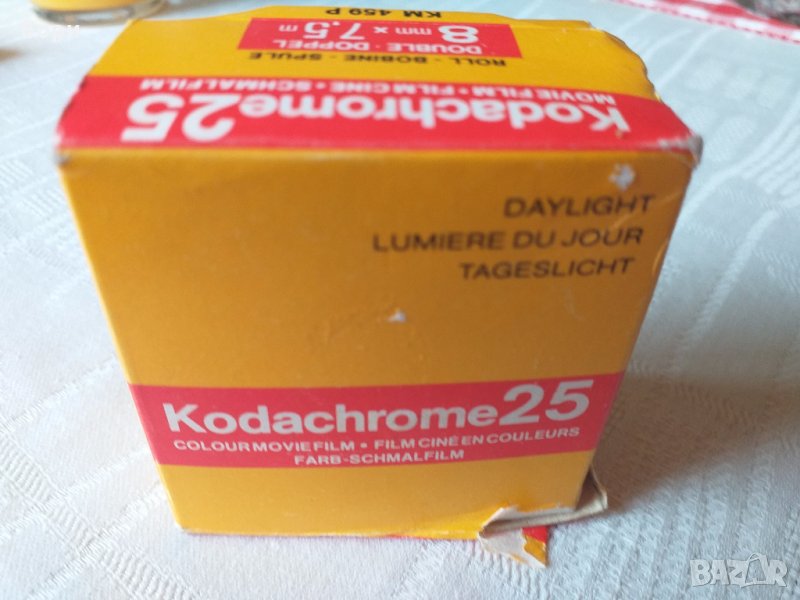 KM 459 P
8 mm x 7,5 m
DOUBLE · DOPPEL
ROLL - BOBINE - SPULE
MOVIE FILM • FILM CINE • SCHMALFILM
Kodachrome 25
DAYLIGHT
LUMIERE DU JOUR
TAGESLICHT
Kodachrome 25
COLOUR MOVIE FILM • FILM CINE EN COULEURS
FARB-SCHMALFILM
BAZAR